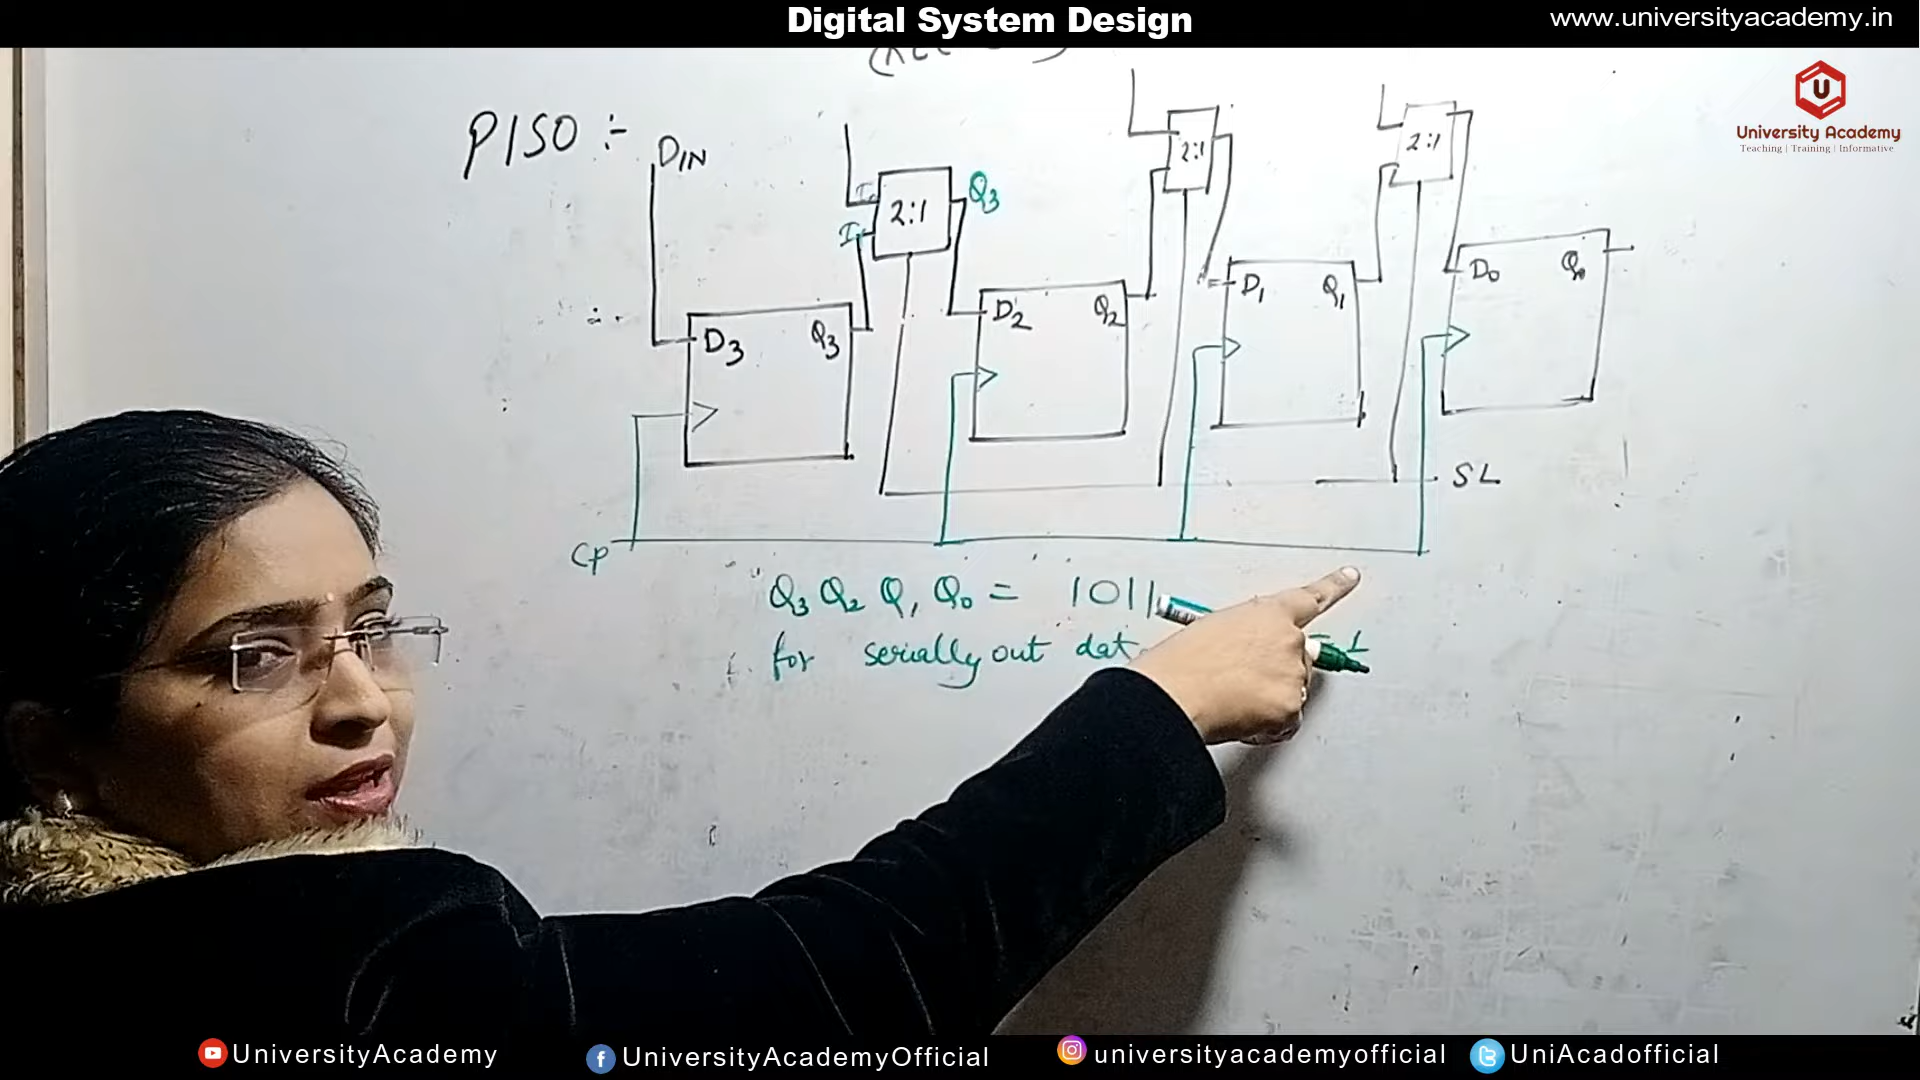 Digital System Design
www.universityacademy.in
U
University Academy
Teaching | Training | Informative
PISO :-
DIN
2:1
2:1
2:1
I
I
Q3
D3 Q3
D2 Q2
D1 Q1
D0 Q0
SL
CP
Q3 Q2 Q1 Q0 = 1011
for serially out
= 1
UniversityAcademy
UniversityAcademyOfficial
universityacademyofficial
UniAcadofficial